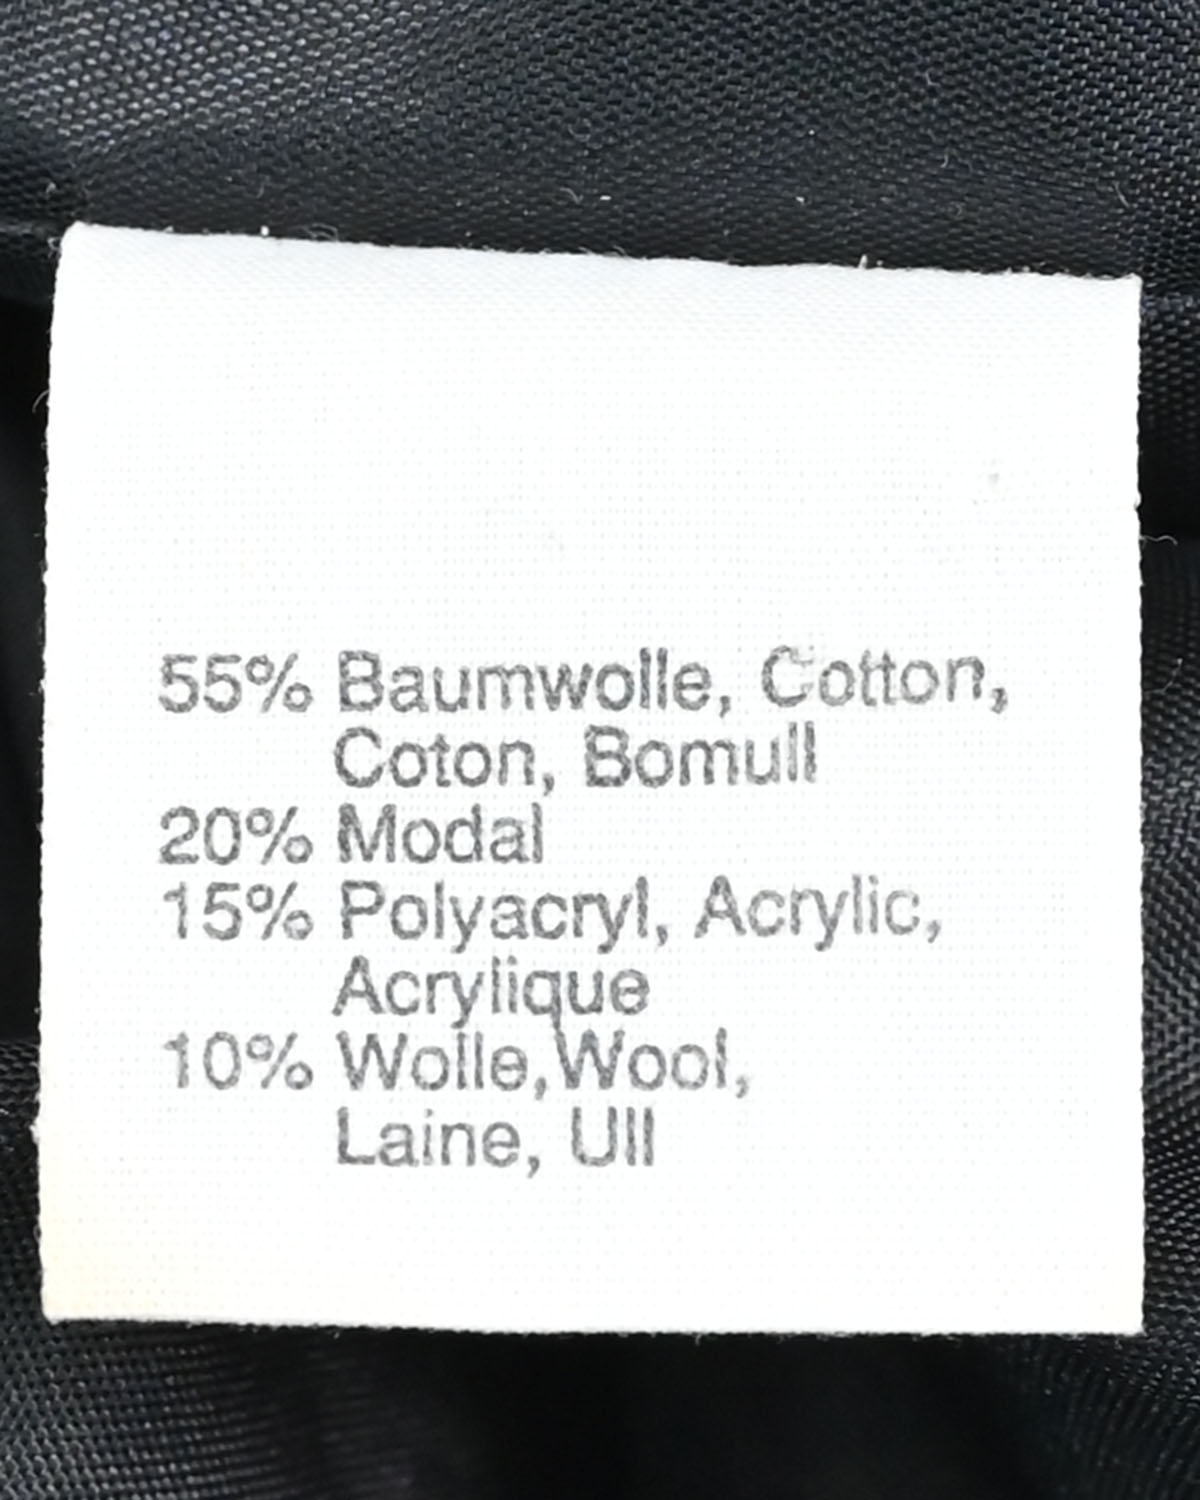 55% Baumwolle, Cotton,
Coton, Bomull
20% Modal
15% Polyacryl, Acrylic,
Acrylique
10% Wolle,Wool,
Laine, Ull